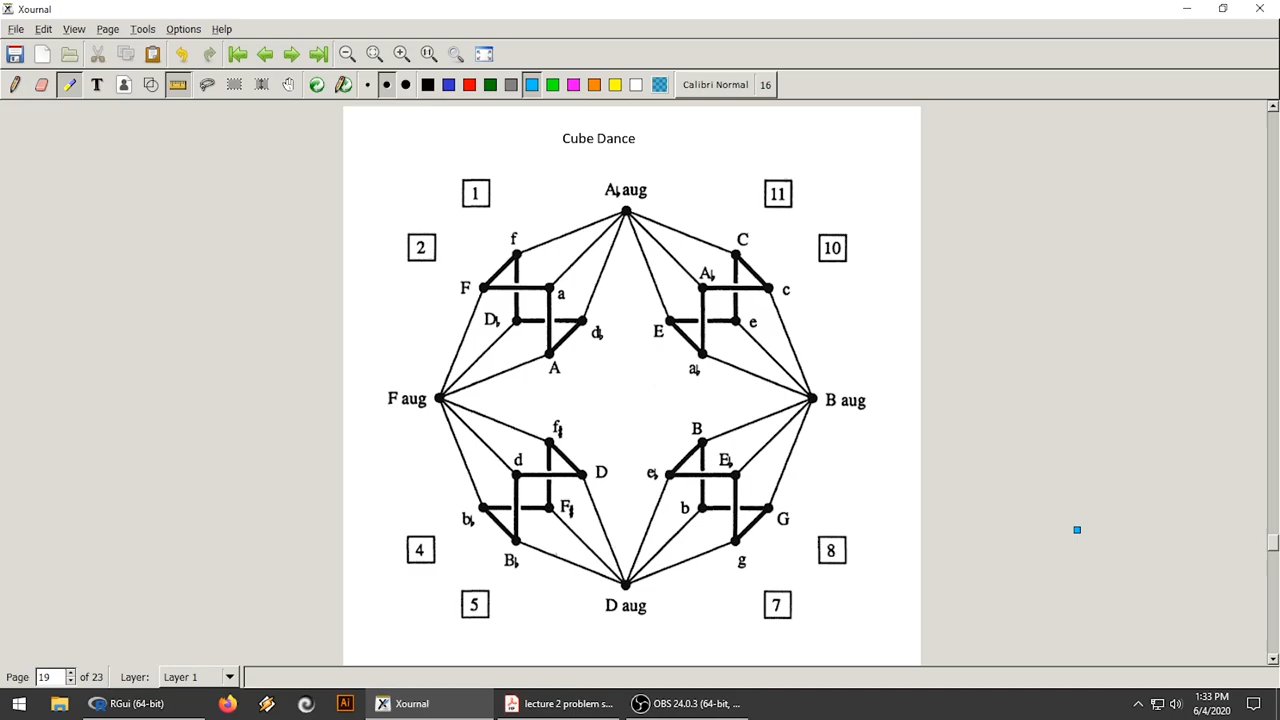 Xournal
File Edit View Page Tools Options Help
Calibri Normal 16
Cube Dance
1
A♭ aug
11
2
f
C
10
F
a
A♭
c
D♭
d♭
E
e
A
a♭
F aug
B aug
f♯
B
d
D
e♭
E♭
b♭
F♯
b
G
4
B♭
g
8
5
D aug
7
Page 19 of 23 Layer: Layer 1
RGui (64-bit) Ai Xournal lecture 2 problem s... OBS 24.0.3 (64-bit, ...
1:33 PM
6/4/2020